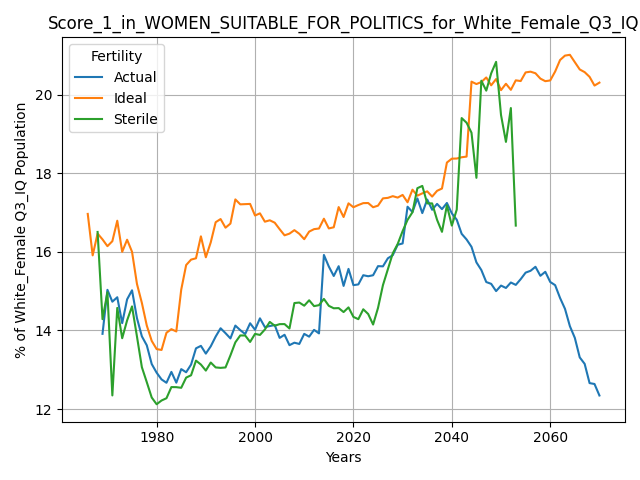 Score_1_in_WOMEN_SUITABLE_FOR_POLITICS_for_White_Female_Q3_IQ
Fertility
Actual
Ideal
Sterile
% of White_Female Q3_IQ Population
20
18
16
14
12
1980
2000
2020
2040
2060
Years